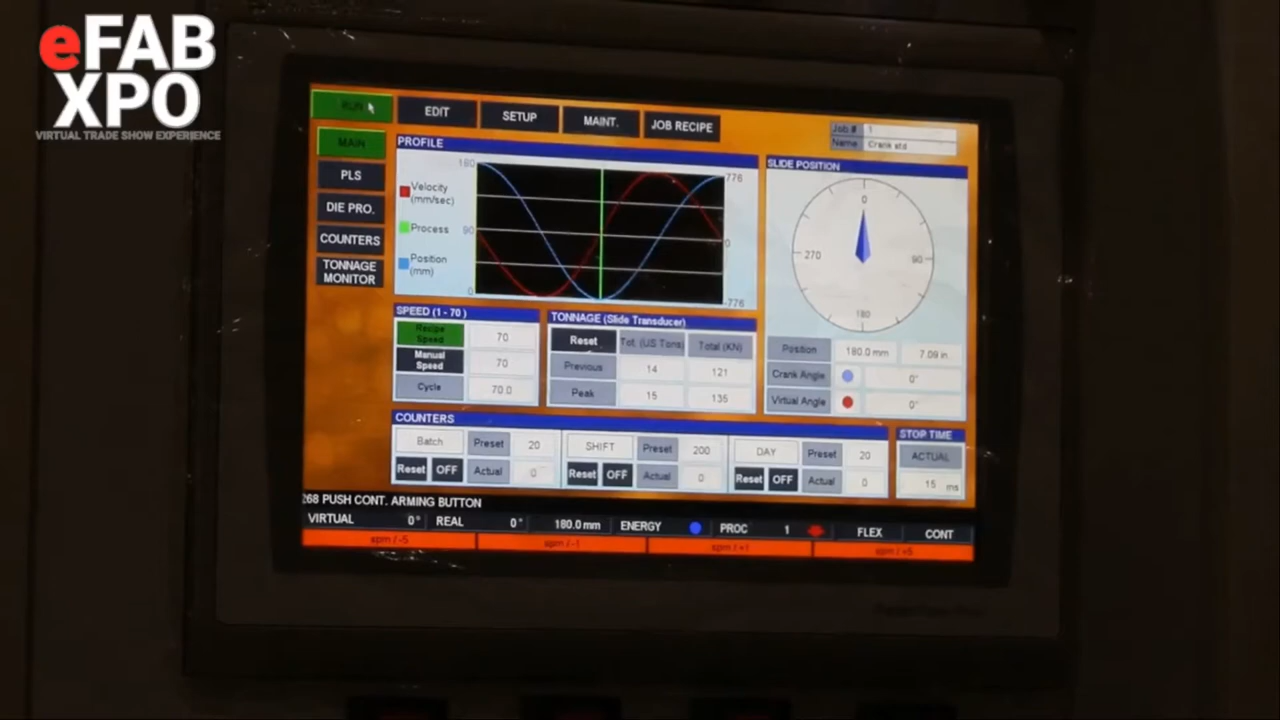 eFAB
XPO
VIRTUAL TRADE SHOW EXPERIENCE
RUN EDIT SETUP MAINT. JOB RECIPE
Job # 1
Name Crank std
MAIN
PLS
DIE PRO.
COUNTERS
TONNAGE
MONITOR
PROFILE
Velocity
(mm/sec)
Process
Position
(mm)
180
90
0
776
0
-776
SLIDE POSITION
0
270
90
180
Position 180.0 mm 7.09 in.
Crank Angle 0°
Virtual Angle 0°
SPEED (1 - 70)
Recipe
Speed 70
Manual
Speed 70
Cycle 70.0
TONNAGE (Slide Transducer)
Reset Tot. (US Tons) Total (KN)
Previous 14 121
Peak 15 135
COUNTERS
Batch Preset 20 SHIFT Preset 200 DAY Preset 20
Reset OFF Actual 0 Reset OFF Actual 0 Reset OFF Actual 0
STOP TIME
ACTUAL
15 ms
268 PUSH CONT. ARMING BUTTON
VIRTUAL 0° REAL 0° 180.0mm ENERGY PROC 1 FLEX CONT
spm /-5 spm /-1 spm /+1 spm /+5